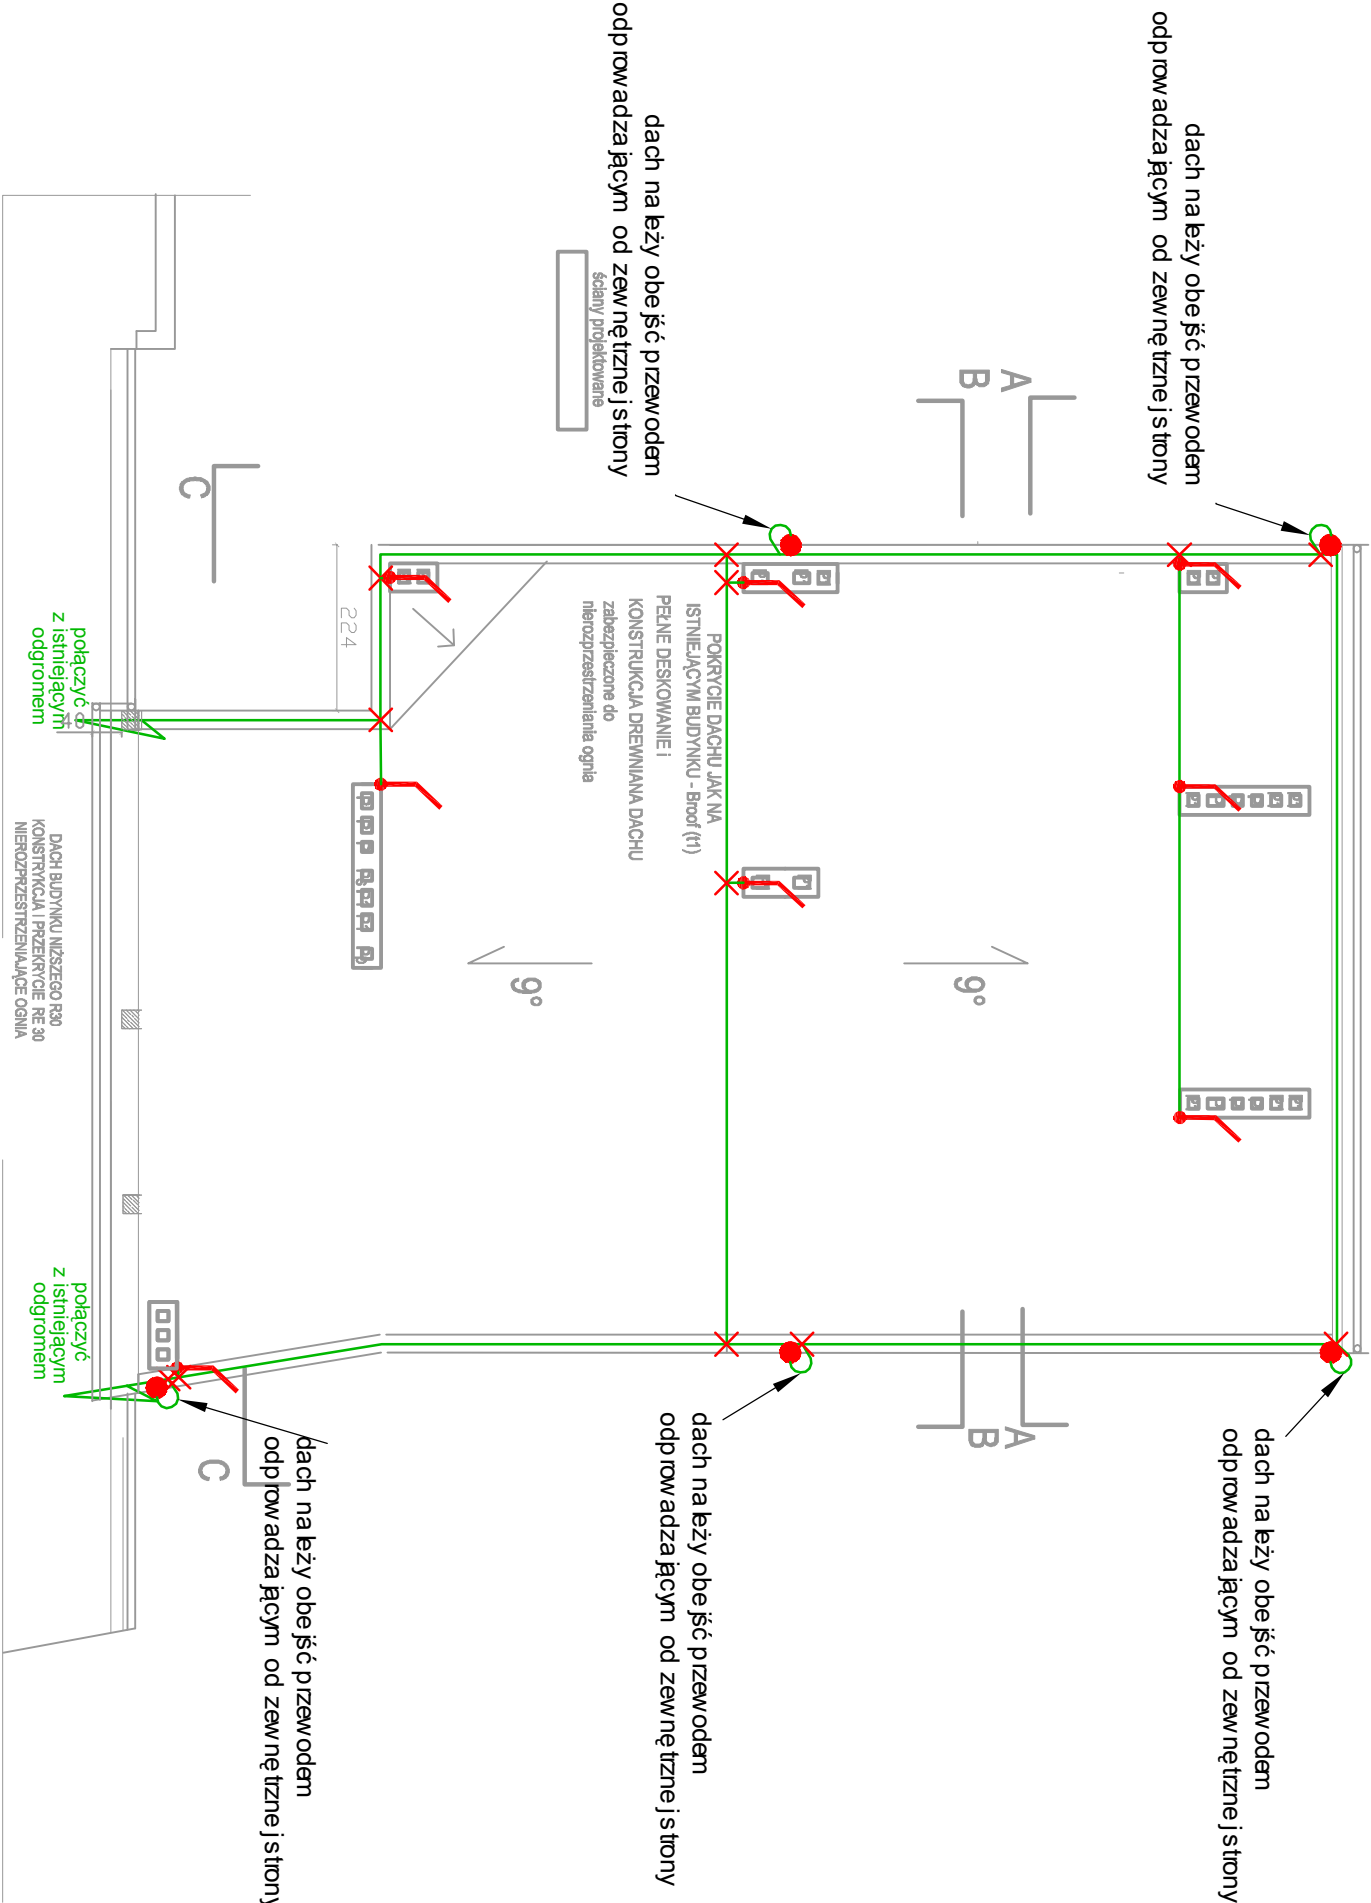 dach należy obejść przewodem
odprowadzającym od zewnętrznej strony
dach należy obejść przewodem
odprowadzającym od zewnętrznej strony
ściany projektowane
A
B
C
224
POKRYCIE DACHU JAK NA
ISTNIEJĄCYM BUDYNKU - Broof (t1)
PEŁNE DESKOWANIE i
KONSTRUKCJA DREWNIANA DACHU
zabezpieczone do
nierozprzestrzeniania ognia
połączyć
z istniejącym
odgromem
40
DACH BUDYNKU NIŻSZEGO R30
KONSTRYKCJA I PRZEKRYCIE RE 30
NIEROZPRZESTRZENIAJĄCE OGNIA
9°
9°
połączyć
z istniejącym
odgromem
A
B
C
dach należy obejść przewodem
odprowadzającym od zewnętrznej strony
dach należy obejść przewodem
odprowadzającym od zewnętrznej strony
dach należy obejść przewodem
odprowadzającym od zewnętrznej strony